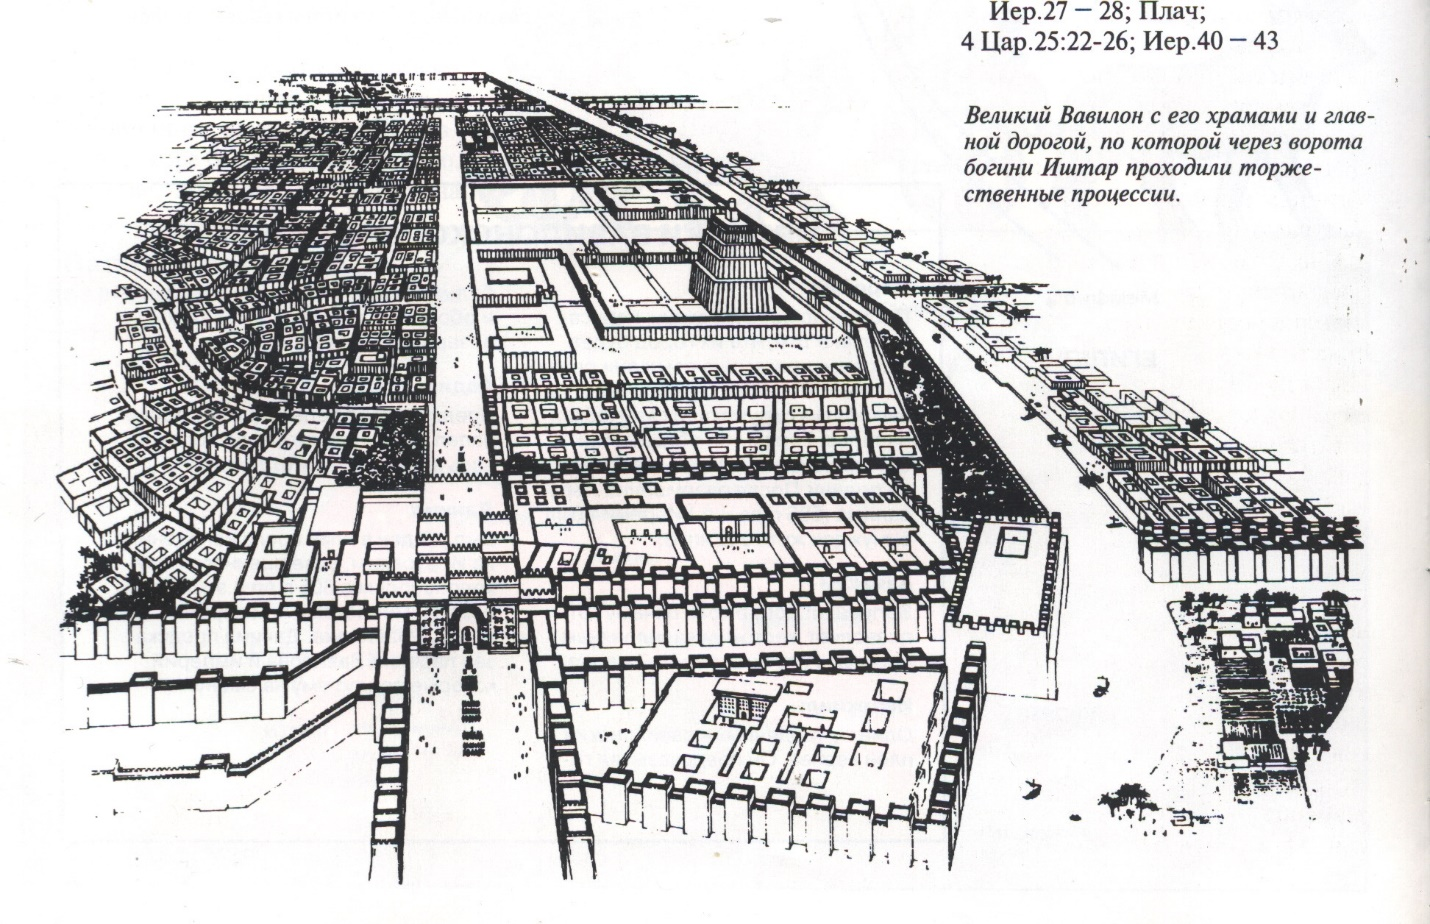 Иер.27 – 28; Плач;
4 Цар.25:22-26; Иер.40 – 43
Великий Вавилон с его храмами и глав-
ной дорогой, по которой через ворота
богини Иштар проходили торже-
ственные процессии.